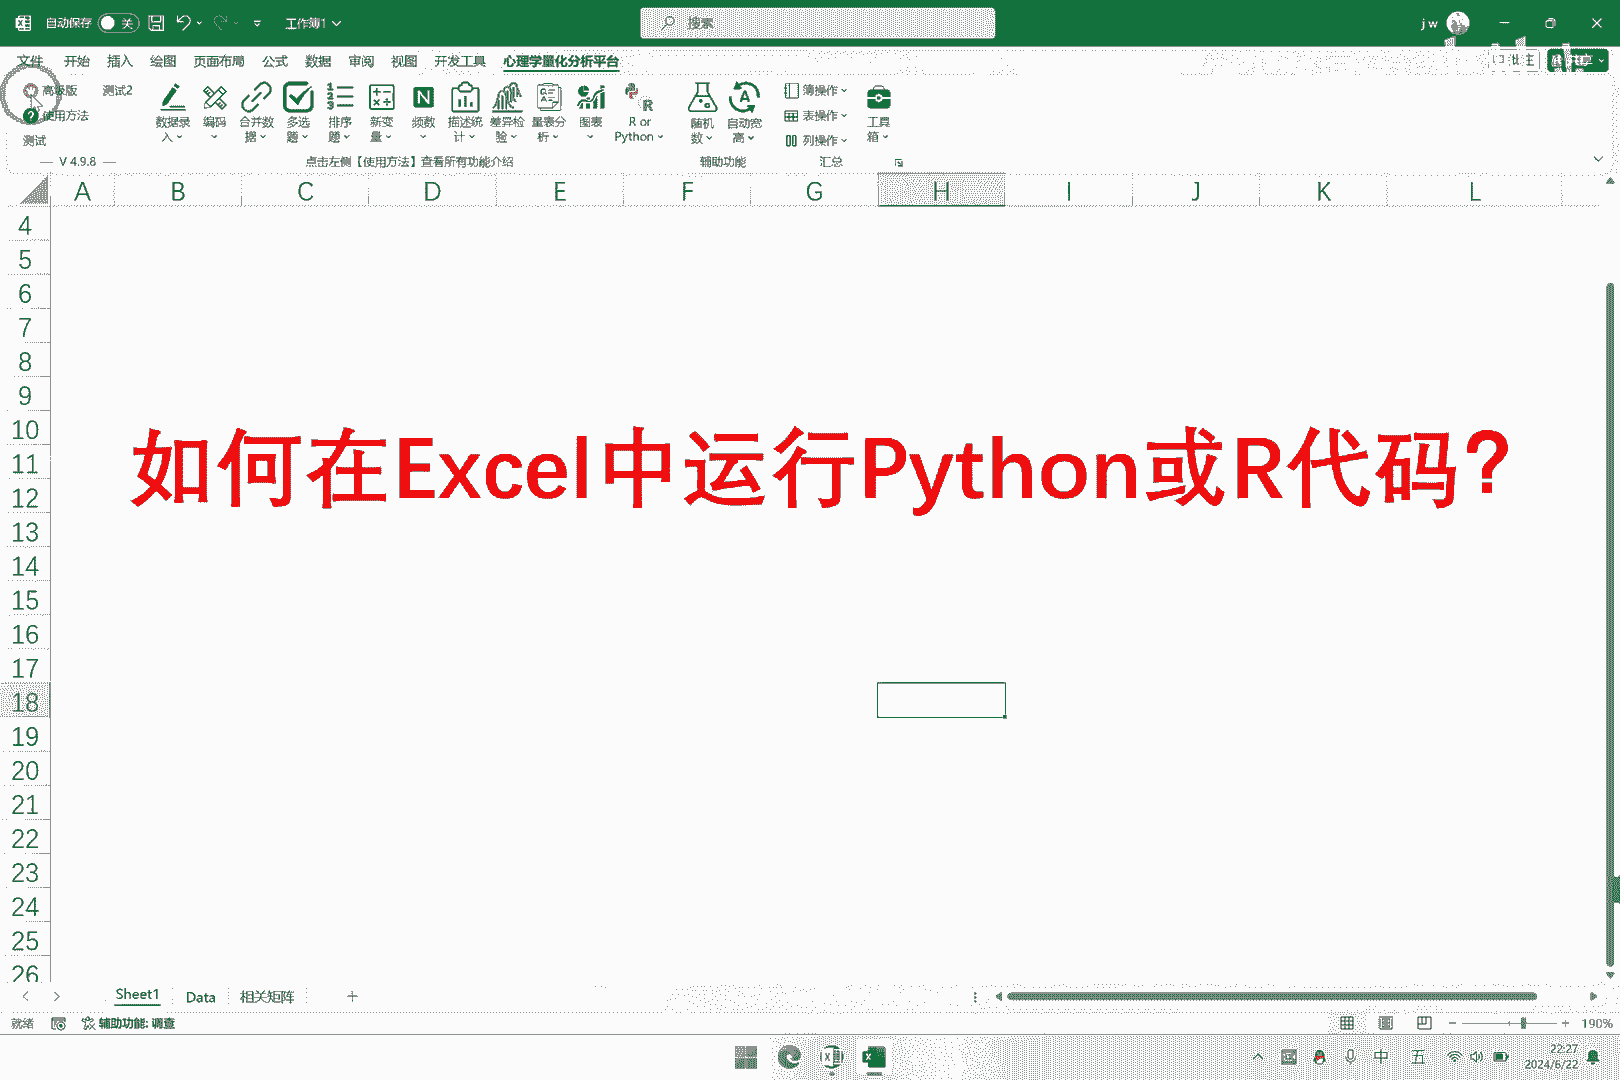 自动保存 关 工作簿1 搜索 j w
文件 开始 插入 绘图 页面布局 公式 数据 审阅 视图 开发工具 心理学量化分析平台
高级版 测试2
使用方法
测试
数据录入 编码 合并数据 多选题 排序题 新变量 频数 描述统计 差异检验 量表分析 图表 R or Python
随机数 自动宽高
簿操作
表操作
列操作
工具箱
V 4.9.8 点击左侧【使用方法】查看所有功能介绍 辅助功能 汇总
A B C D E F G H I J K L
4
5
6
7
8
9
10
如何在Excel中运行Python或R代码？
11
12
13
14
15
16
17
18
19
20
21
22
23
24
25
26
Sheet1 Data 相关矩阵
就绪 辅助功能: 调查 190%
中 五 22:27
2024/6/22